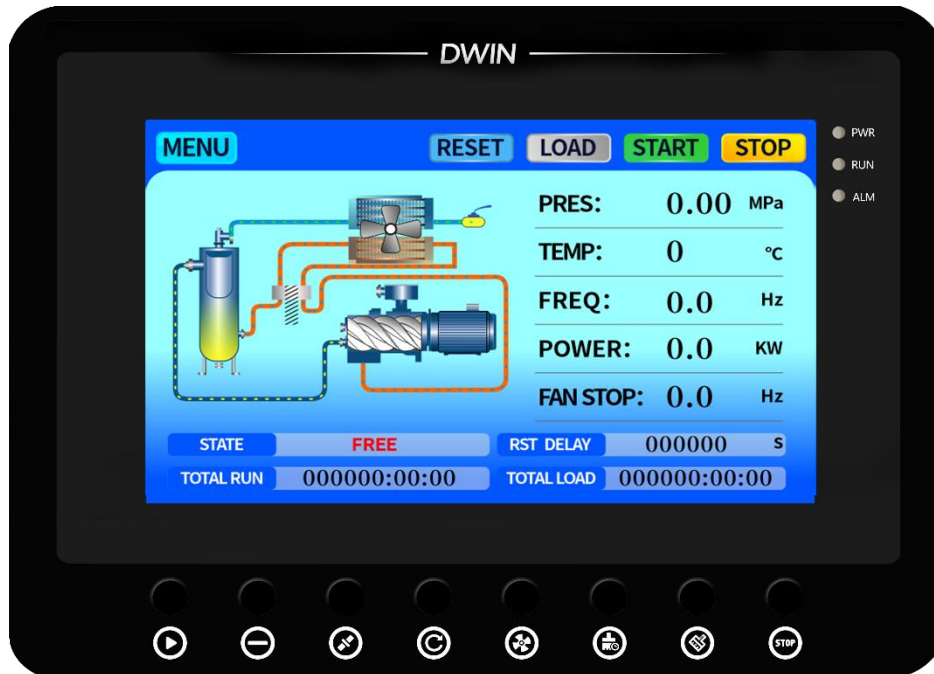 DWIN
PWR
RUN
ALM
MENU RESET LOAD START STOP
PRES: 0.00 MPa
TEMP: 0 °C
FREQ: 0.0 Hz
POWER: 0.0 KW
FAN STOP: 0.0 Hz
STATE FREE RST DELAY 000000 S
TOTAL RUN 000000:00:00 TOTAL LOAD 000000:00:00
STOP